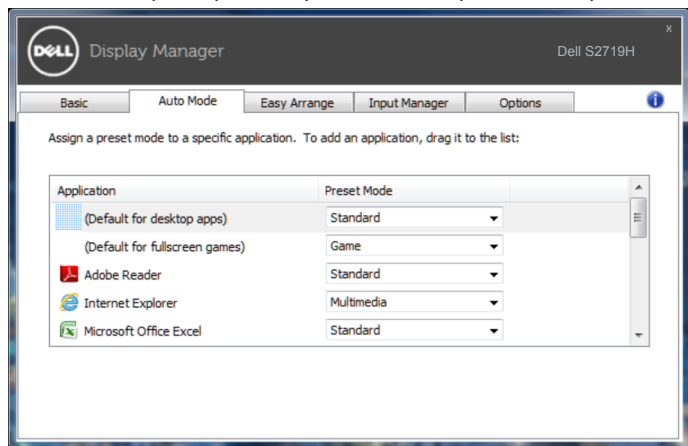 x
DELL Display Manager Dell S2719H
Basic Auto Mode Easy Arrange Input Manager Options i
Assign a preset mode to a specific application. To add an application, drag it to the list:
Application Preset Mode
(Default for desktop apps) Standard
(Default for fullscreen games) Game
Adobe Reader Standard
Internet Explorer Multimedia
Microsoft Office Excel Standard